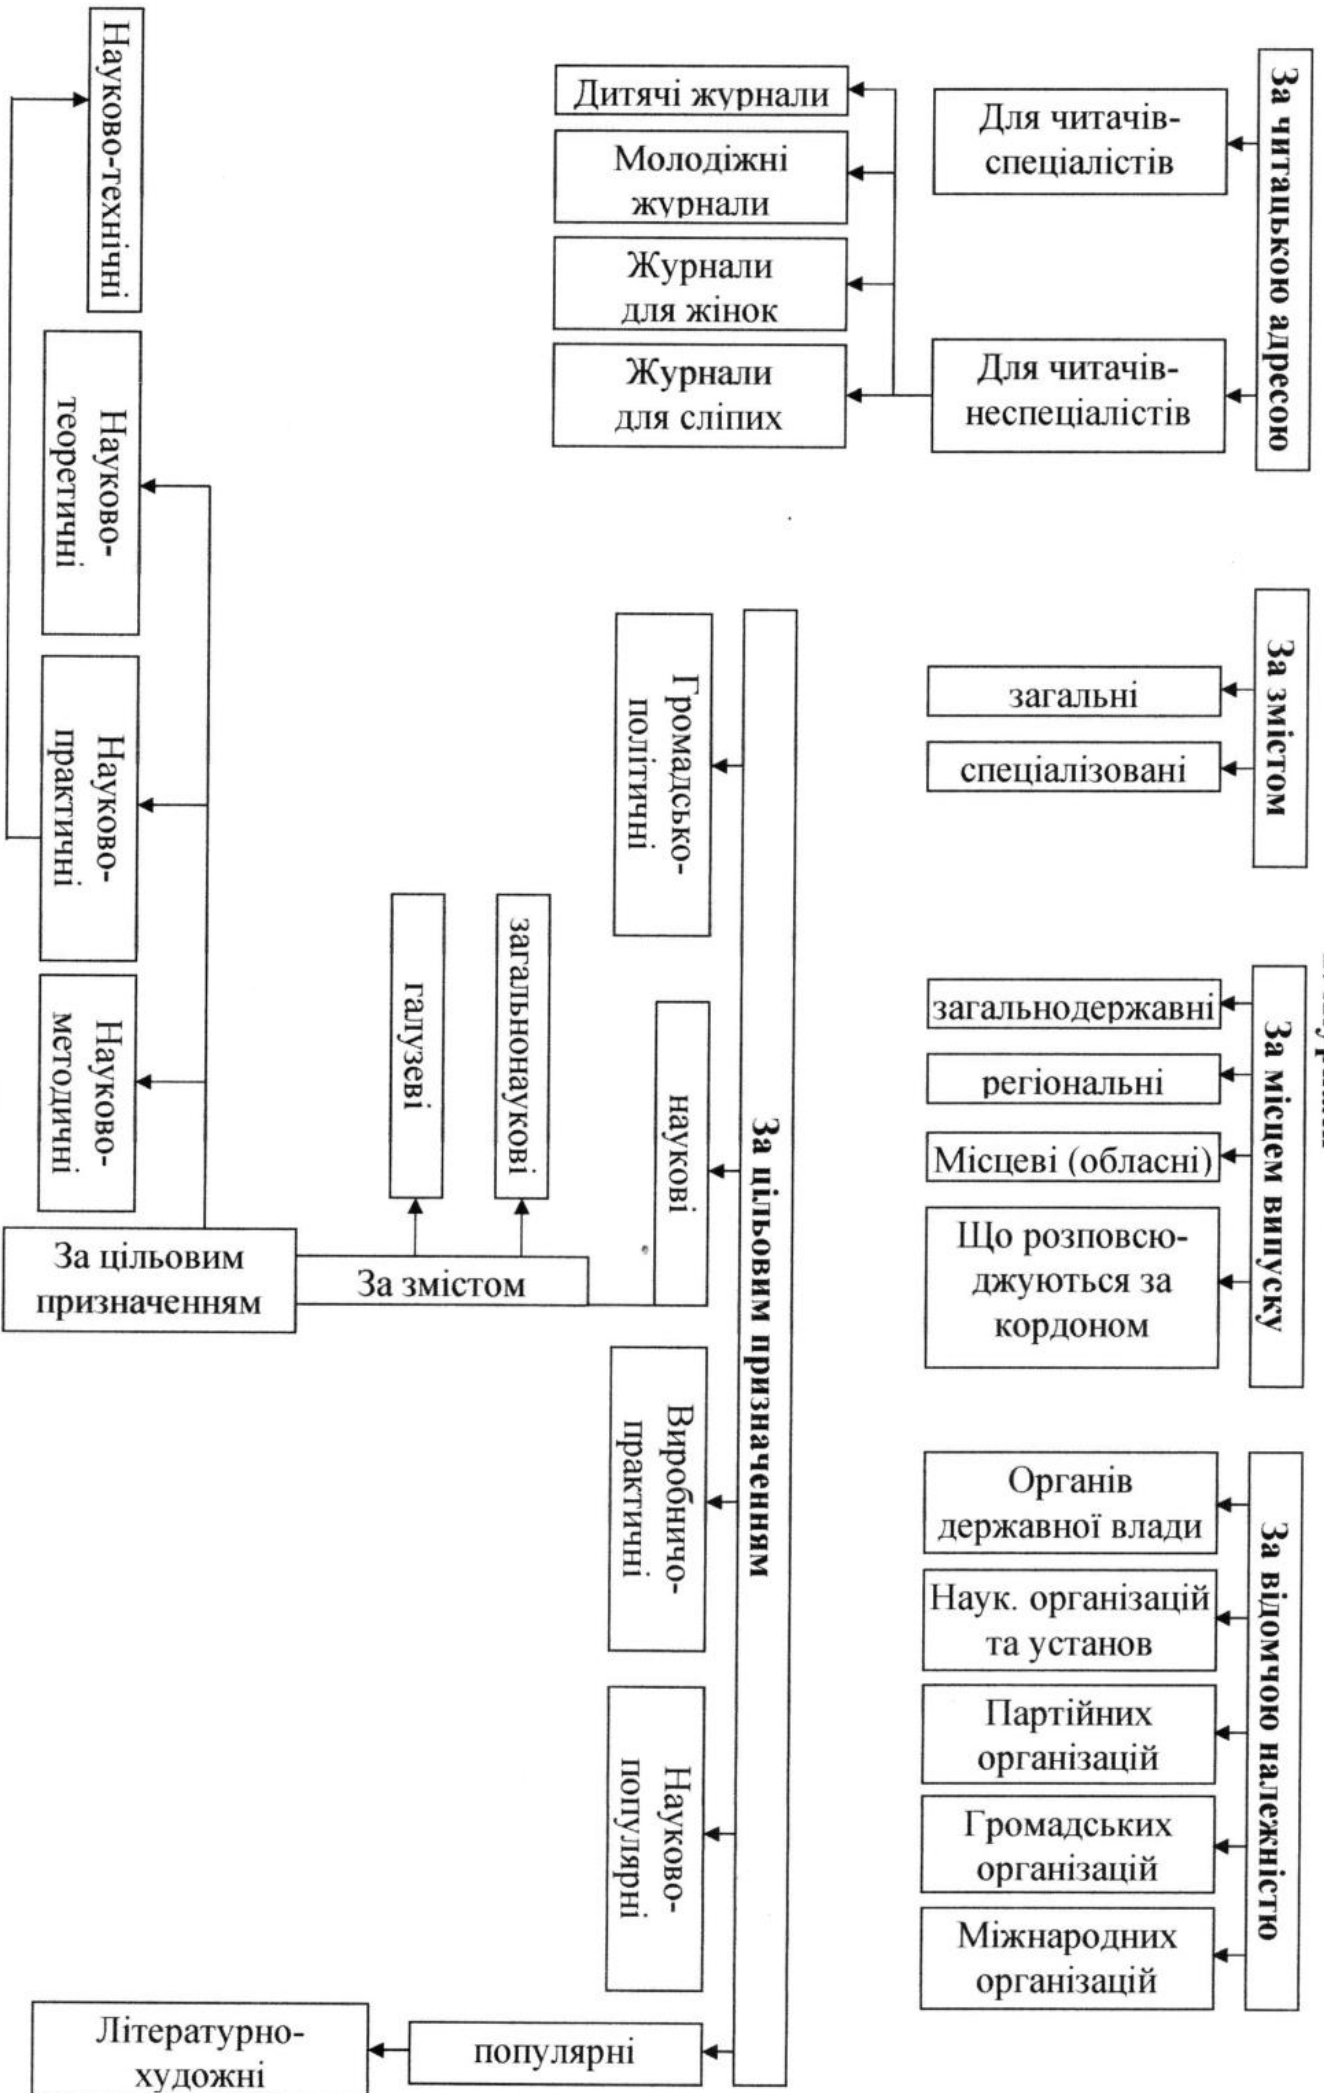 За читацькою адресою
Для читачів-
спеціалістів
Для читачів-
неспеціалістів
Дитячі журнали
Молодіжні
журнали
Журнали
для жінок
Журнали
для сліпих
За змістом
загальні
спеціалізовані
За місцем випуску
загальнодержавні
регіональні
Місцеві (обласні)
Що розповсю-
джуються за
кордоном
За відомчою належністю
Органів
державної влади
Наук. організацій
та установ
Партійних
організацій
Громадських
організацій
Міжнародних
організацій
За цільовим призначенням
Громадсько-
політичні
наукові
Виробничо-
практичні
Науково-
популярні
популярні
Літературно-
художні
За змістом
загальнонаукові
галузеві
За цільовим
призначенням
Науково-
теоретичні
Науково-
практичні
Науково-
методичні
Науково-технічні